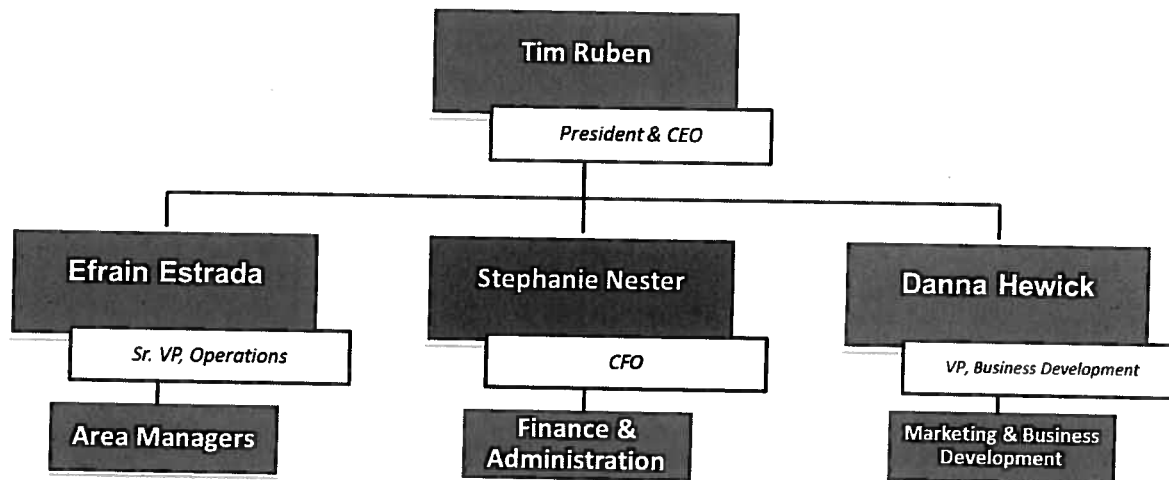 Tim Ruben
President & CEO
Efrain Estrada
Sr. VP, Operations
Area Managers
Stephanie Nester
CFO
Finance &
Administration
Danna Hewick
VP, Business Development
Marketing & Business
Development